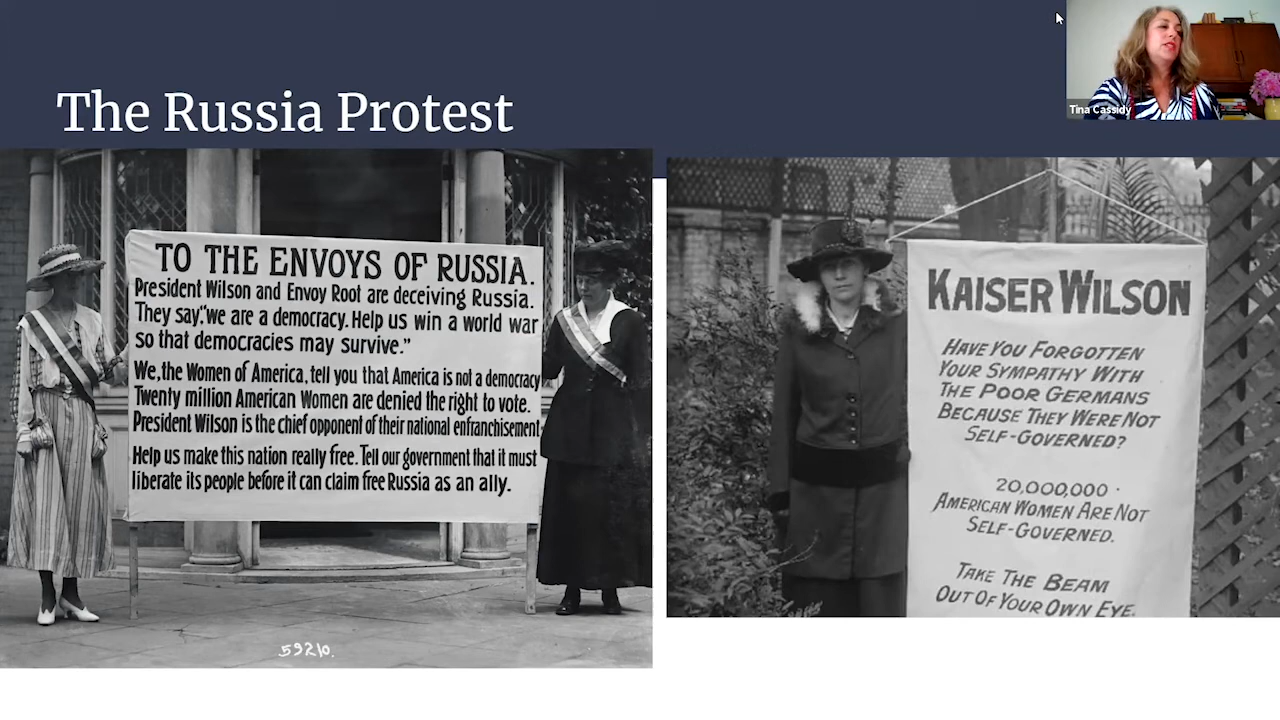 The Russia Protest
Tina Cassidy
TO THE ENVOYS OF RUSSIA.
President Wilson and Envoy Root are deceiving Russia.
They say "we are a democracy. Help us win a world war
so that democracies may survive."
We, the Women of America, tell you that America is not a democracy
Twenty million American Women are denied the right to vote.
President Wilson is the chief opponent of their national enfranchisement
Help us make this nation really free. Tell our government that it must
liberate its people before it can claim free Russia as an ally.
59210.
KAISER WILSON
HAVE YOU FORGOTTEN
YOUR SYMPATHY WITH
THE POOR GERMANS
BECAUSE THEY WERE NOT
SELF-GOVERNED?
20,000,000
AMERICAN WOMEN ARE NOT
SELF-GOVERNED.
TAKE THE BEAM
OUT OF YOUR OWN EYE.